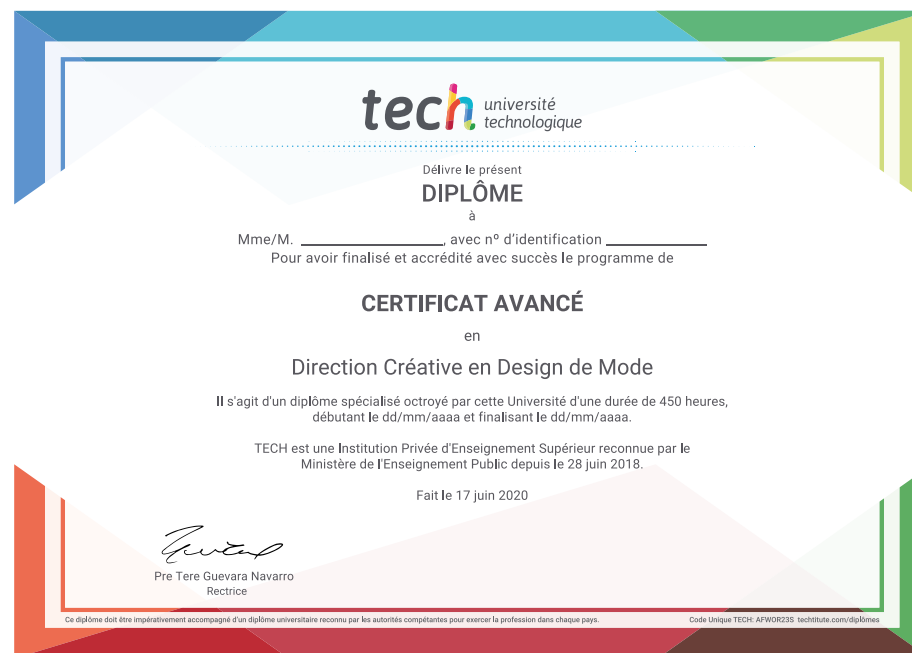 tech université
technologique
Délivre le présent
DIPLÔME
à
Mme/M. ____________________, avec nº d'identification ______________
Pour avoir finalisé et accrédité avec succès le programme de
CERTIFICAT AVANCÉ
en
Direction Créative en Design de Mode
Il s'agit d'un diplôme spécialisé octroyé par cette Université d'une durée de 450 heures,
débutant le dd/mm/aaaa et finalisant le dd/mm/aaaa.
TECH est une Institution Privée d'Enseignement Supérieur reconnue par le
Ministère de l'Enseignement Public depuis le 28 juin 2018.
Fait le 17 juin 2020
Pre Tere Guevara Navarro
Rectrice
Ce diplôme doit être impérativement accompagné d'un diplôme universitaire reconnu par les autorités compétentes pour exercer la profession dans chaque pays. Code Unique TECH: AFWOR23S techtitute.com/diplômes